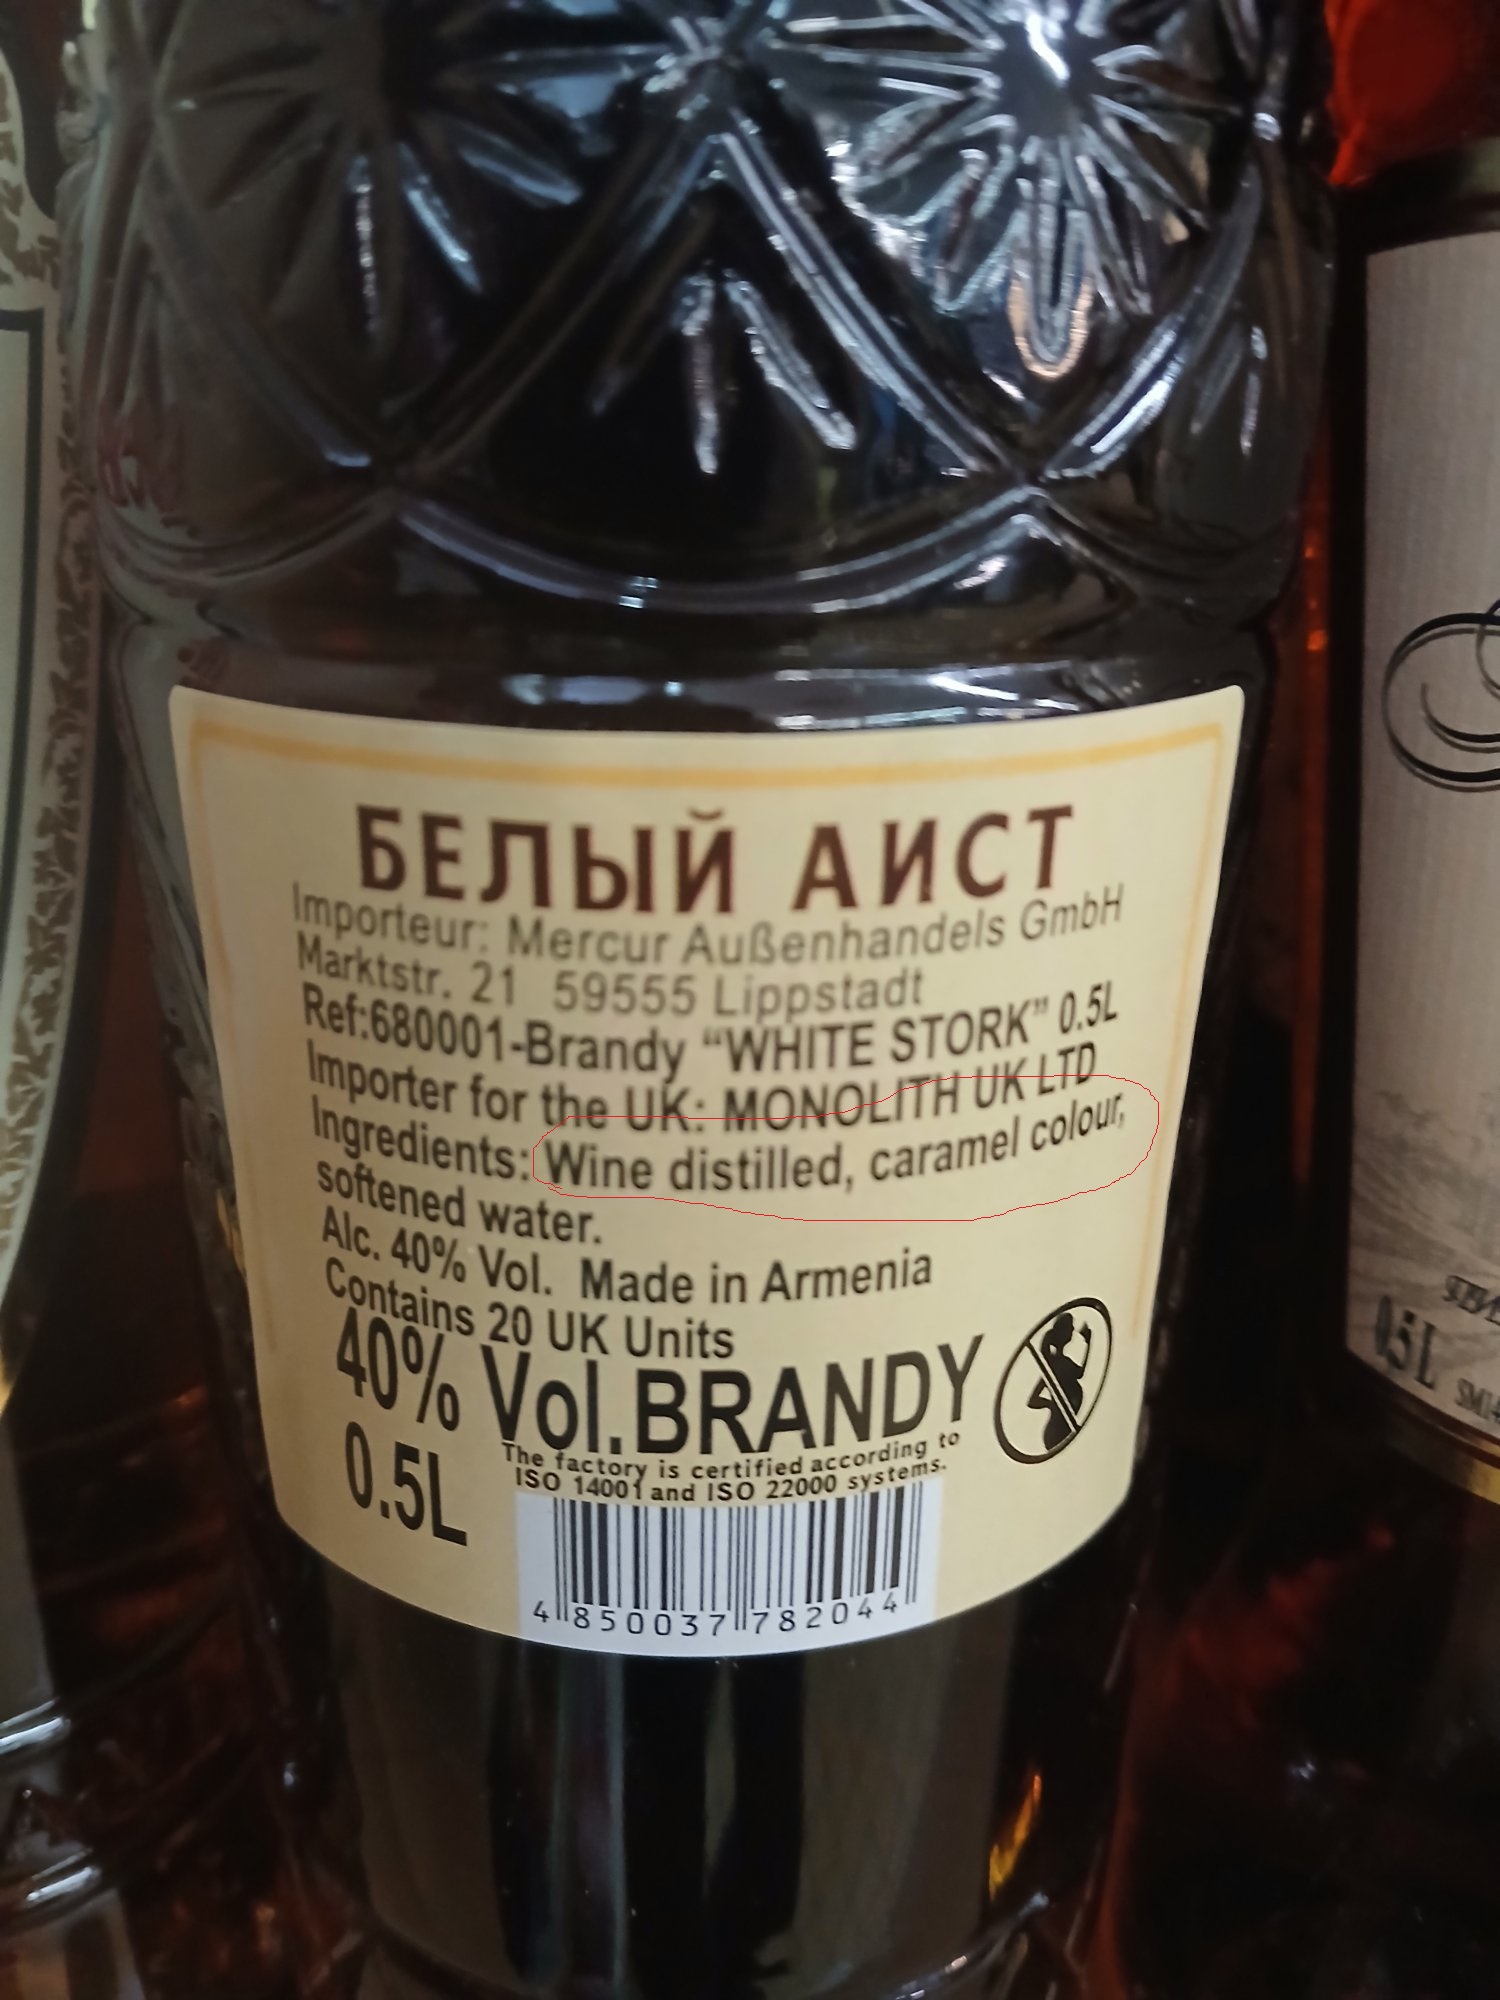 БЕЛЫЙ АИСТ
Importeur: Mercur Außenhandels GmbH
Marktstr. 21 59555 Lippstadt
Ref:680001-Brandy “WHITE STORK” 0.5L
Importer for the UK: MONOLITH UK LTD
Ingredients: Wine distilled, caramel colour,
softened water.
Alc. 40% Vol. Made in Armenia
Contains 20 UK Units
40% Vol.BRANDY
0.5L
The factory is certified according to
ISO 14001 and ISO 22000 systems.
4 850037 782044